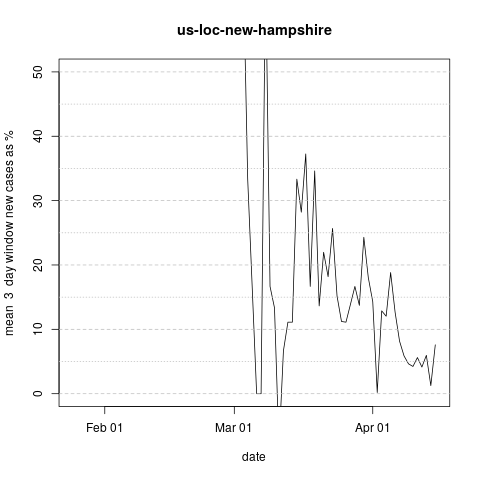 us-loc-new-hampshire
mean  3  day window new cases as %
50
40
30
20
10
0
Feb 01
Mar 01
Apr 01
date